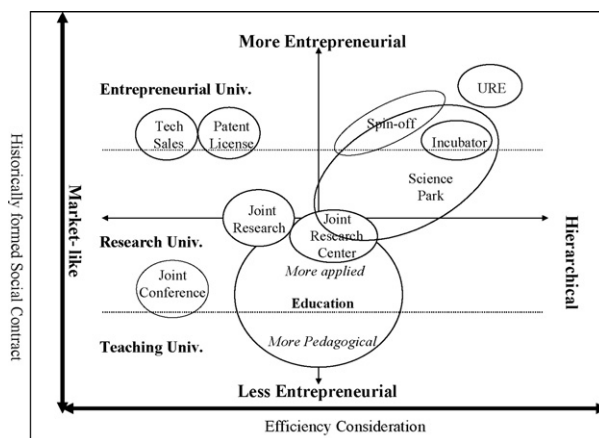 More Entrepreneurial
Entrepreneurial Univ.
URE
Tech
Sales
Patent
License
Spin-off
Incubator
Science
Park
Historically formed Social Contract
Market- like
Hierarchical
Joint
Research
Joint
Research
Center
Research Univ.
More applied
Joint
Conference
Education
Teaching Univ.
More Pedagogical
Less Entrepreneurial
Efficiency Consideration